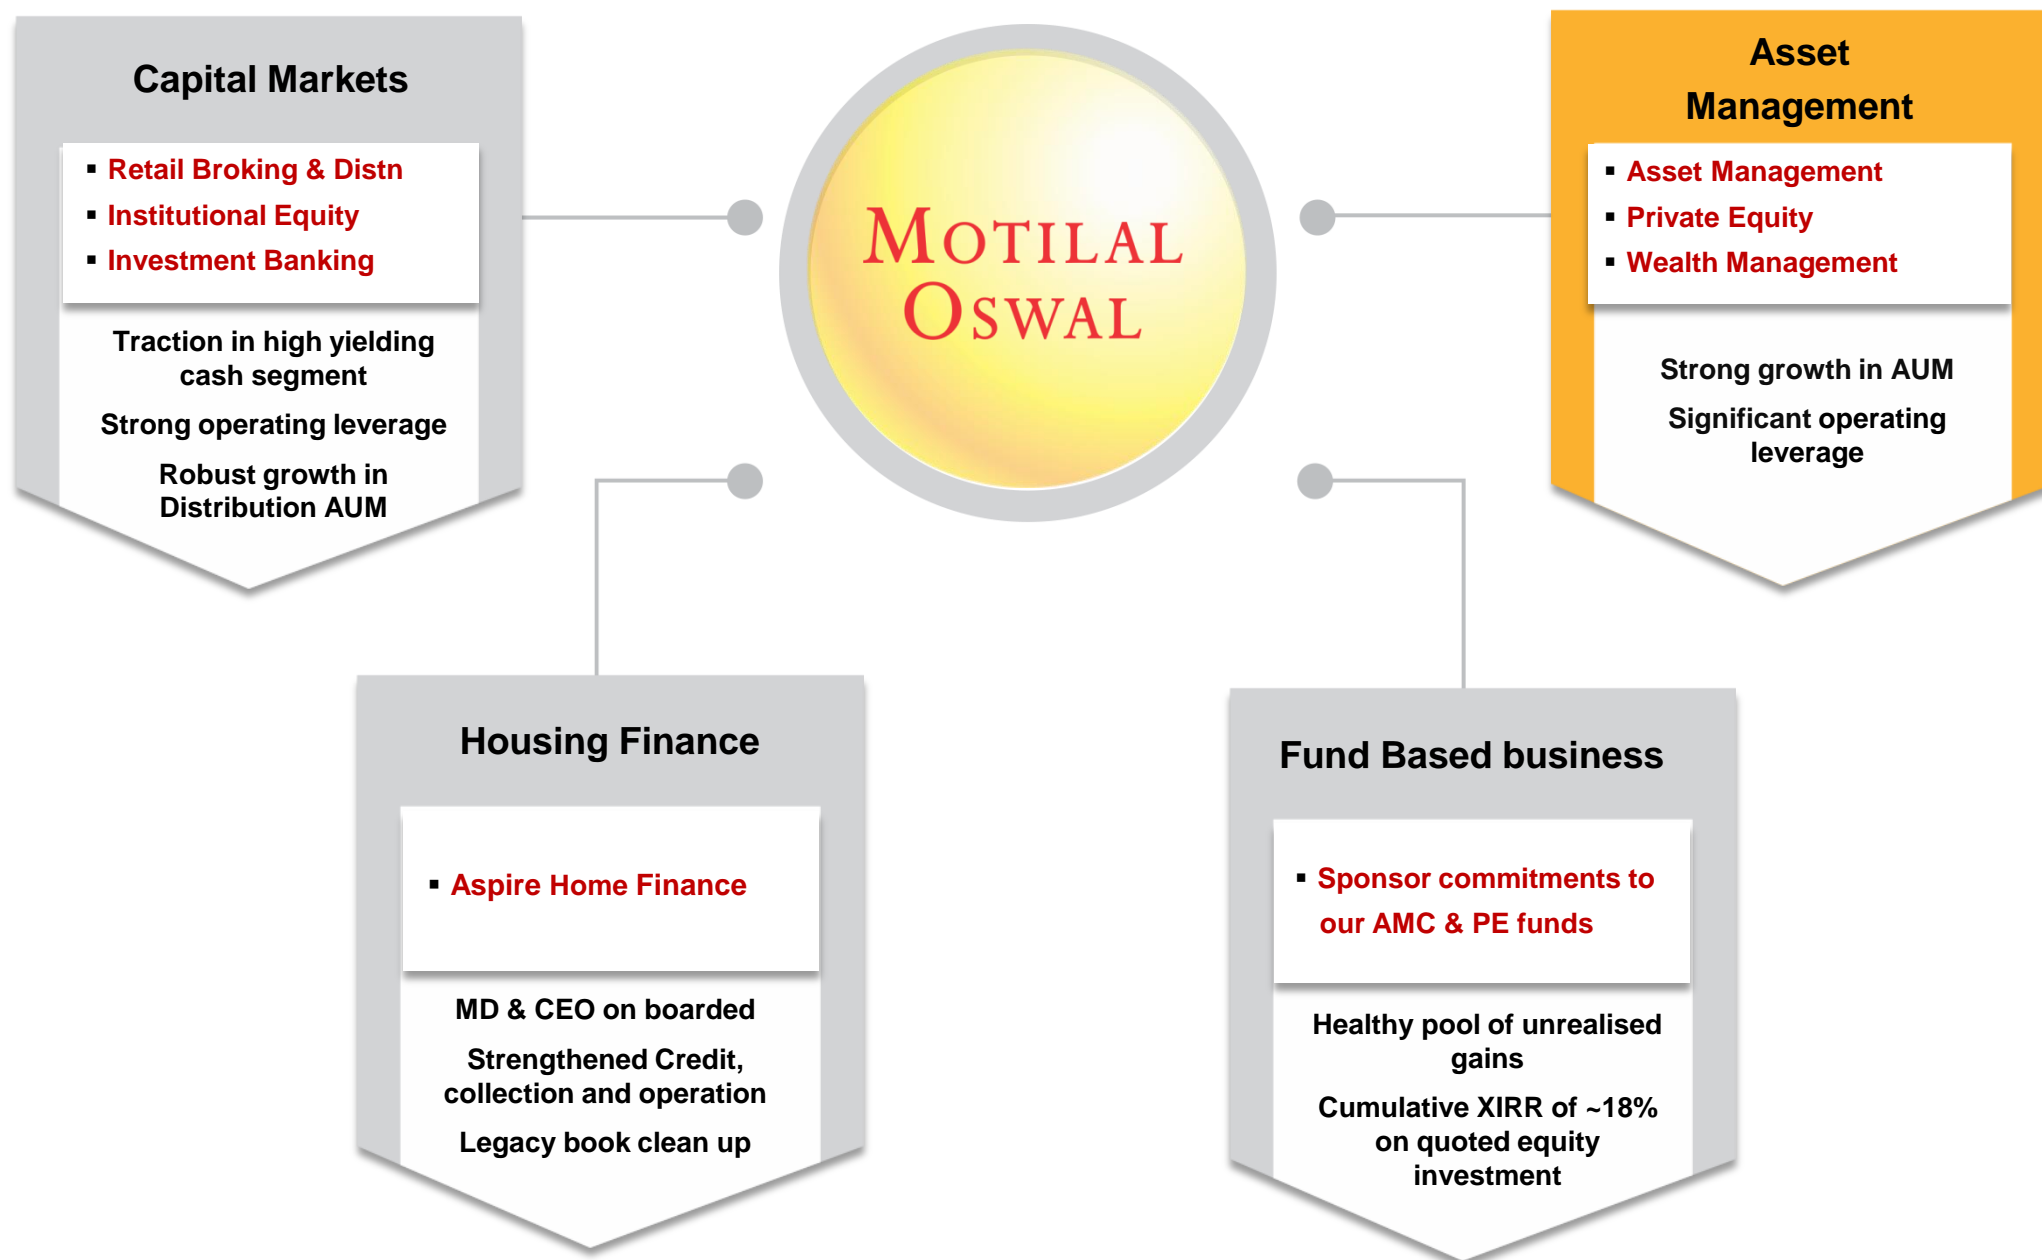 Capital Markets
▪ Retail Broking & Distn
▪ Institutional Equity
▪ Investment Banking
Traction in high yielding
cash segment
Strong operating leverage
Robust growth in
Distribution AUM
MOTILAL
OSWAL
Asset
Management
▪ Asset Management
▪ Private Equity
▪ Wealth Management
Strong growth in AUM
Significant operating
leverage
Housing Finance
▪ Aspire Home Finance
MD & CEO on boarded
Strengthened Credit,
collection and operation
Legacy book clean up
Fund Based business
▪ Sponsor commitments to
our AMC & PE funds
Healthy pool of unrealised
gains
Cumulative XIRR of ~18%
on quoted equity
investment